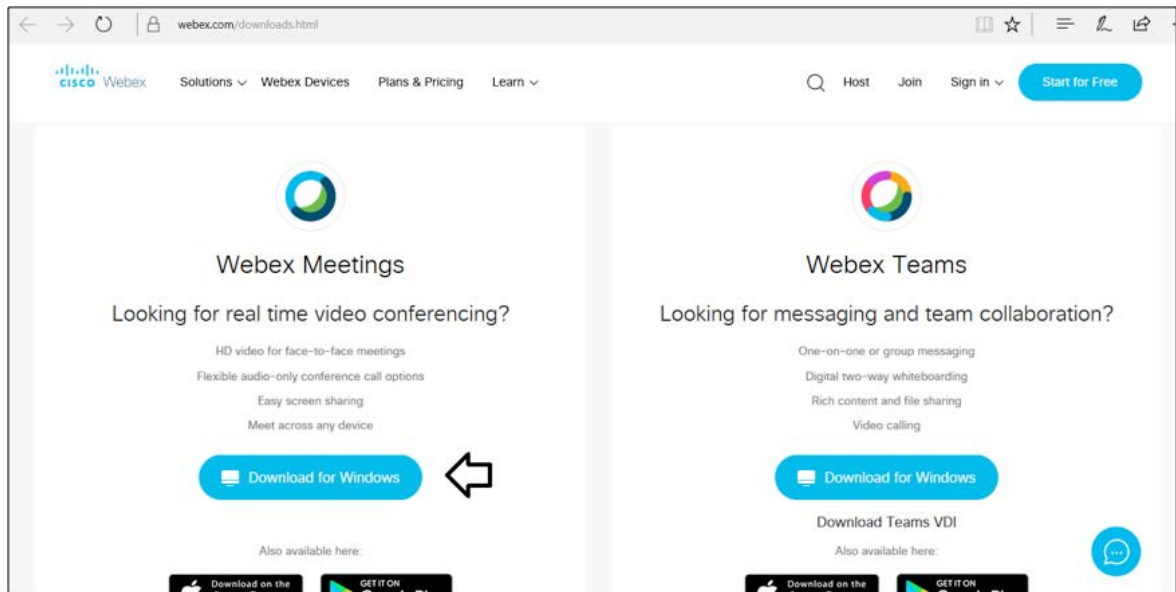 webex.com/downloads.html
CISCO Webex Solutions Webex Devices Plans & Pricing Learn Host Join Sign in Start for Free
Webex Meetings
Looking for real time video conferencing?
HD video for face-to-face meetings
Flexible audio-only conference call options
Easy screen sharing
Meet across any device
Download for Windows
Also available here:
Download on the
GET IT ON
Webex Teams
Looking for messaging and team collaboration?
One-on-one or group messaging
Digital two-way whiteboarding
Rich content and file sharing
Video calling
Download for Windows
Download Teams VDI
Also available here:
Download on the
GET IT ON